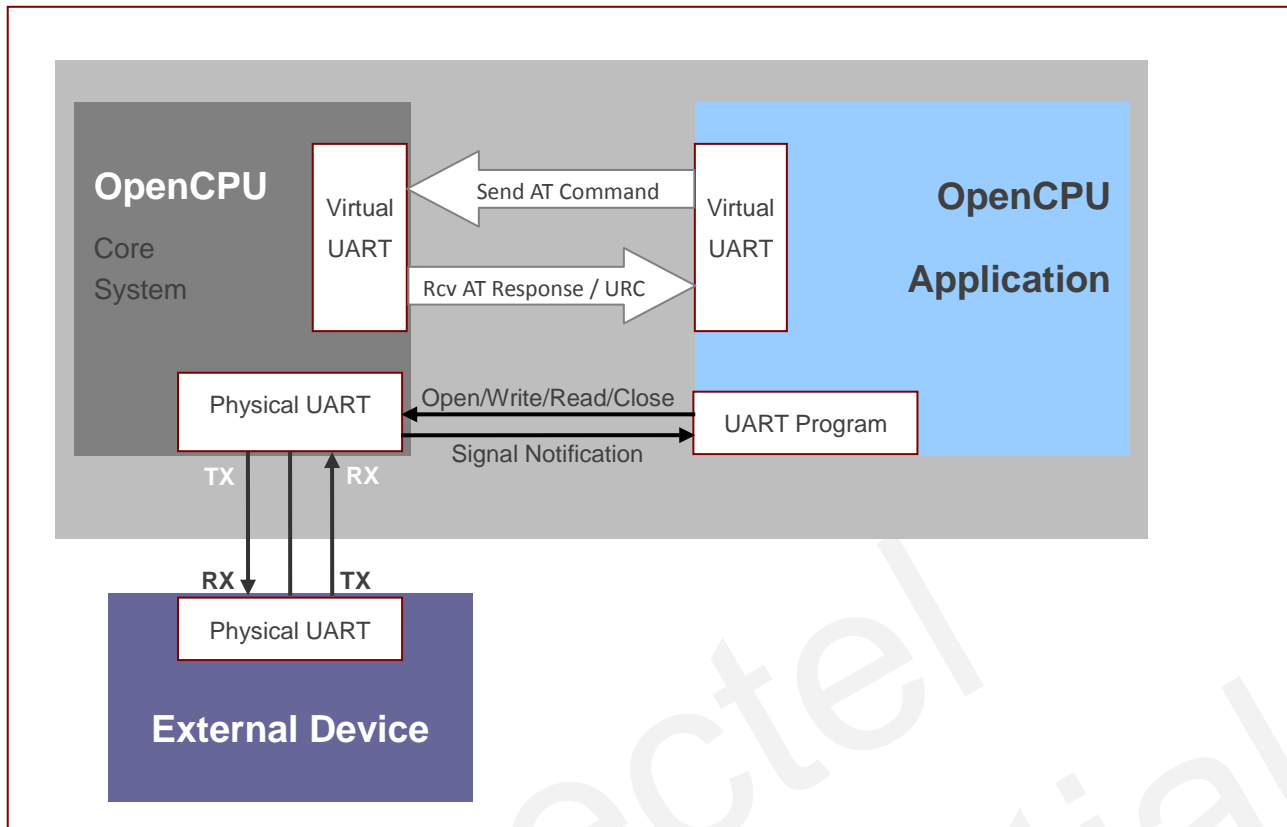 OpenCPU
Core
System
Virtual
UART
Send AT Command
Rcv AT Response / URC
Virtual
UART
OpenCPU
Application
Physical UART
Open/Write/Read/Close
Signal Notification
UART Program
TX
RX
RX
TX
Physical UART
External Device